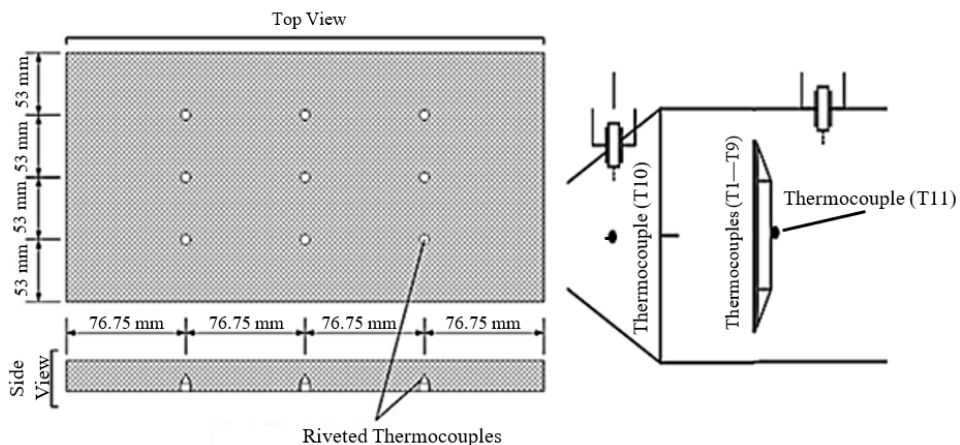 Top View
53 mm
53 mm
53 mm
53 mm
76.75 mm
76.75 mm
76.75 mm
76.75 mm
Side
View
Riveted Thermocouples
Thermocouple (T10)
Thermocouples (T1—T9)
Thermocouple (T11)